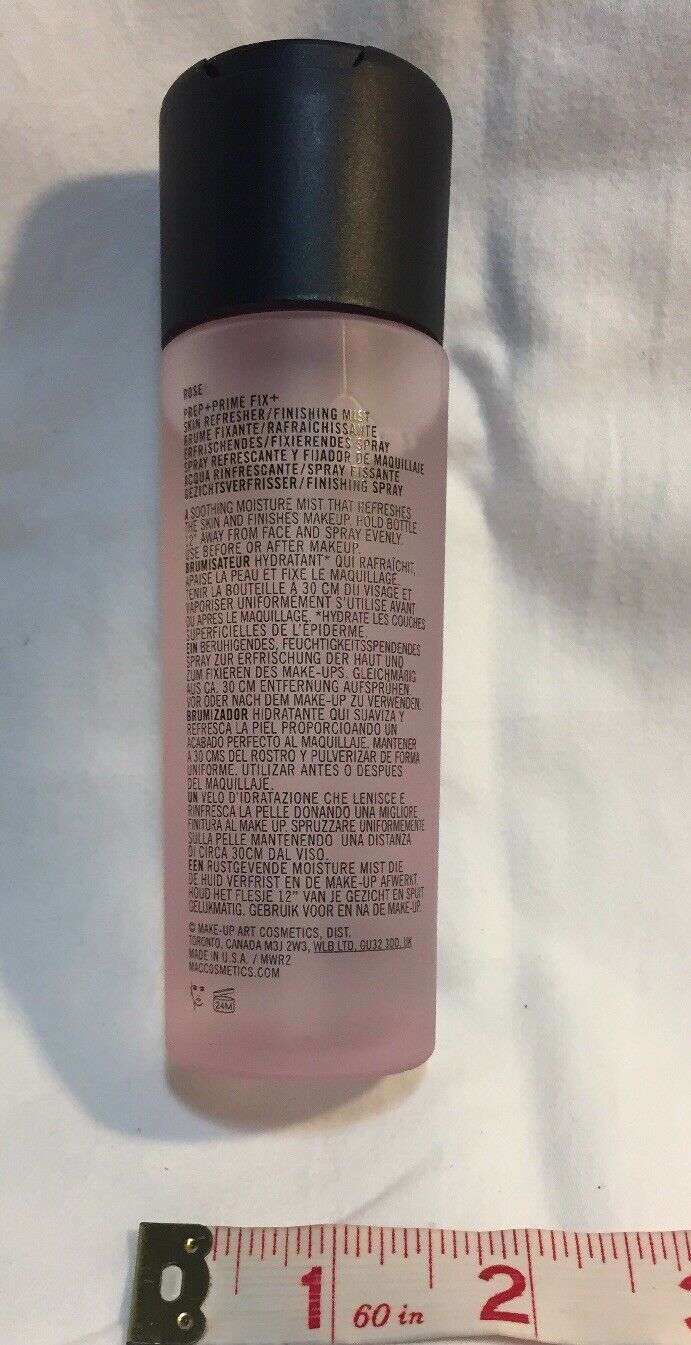 ROSE
PREP+PRIME FIX+
SKIN REFRESHER/FINISHING MIST
BRUME FIXANTE/RAFRAÎCHISSANTE
ERFRISCHENDES/FIXIERENDES SPRAY
SPRAY REFRESCANTE Y FIJADOR DE MAQUILLAJE
ACQUA RINFRESCANTE/SPRAY FISSANTE
GEZICHTSVERFRISSER/FINISHING SPRAY
A SOOTHING MOISTURE MIST THAT REFRESHES
THE SKIN AND FINISHES MAKEUP. HOLD BOTTLE
12" AWAY FROM FACE AND SPRAY EVENLY.
USE BEFORE OR AFTER MAKEUP.
BRUMISATEUR HYDRATANT* QUI RAFRAÎCHIT,
APAISE LA PEAU ET FIXE LE MAQUILLAGE.
TENIR LA BOUTEILLE À 30 CM DU VISAGE ET
VAPORISER UNIFORMEMENT S'UTILISE AVANT
OU APRES LE MAQUILLAGE. *HYDRATE LES COUCHES
SUPERFICIELLES DE L'ÉPIDERME.
EIN BERUHIGENDES, FEUCHTIGKEITSSPENDENDES
SPRAY ZUR ERFRISCHUNG DER HAUT UND
ZUM FIXIEREN DES MAKE-UPS. GLEICHMÄßIG
AUS CA. 30 CM ENTFERNUNG AUFSPRÜHEN.
VOR ODER NACH DEM MAKE-UP ZU VERWENDEN.
BRUMIZADOR HIDRATANTE QUI SUAVIZA Y
REFRESCA LA PIEL PROPORCIOANDO UN
ACABADO PERFECTO AL MAQUILLAJE. MANTENER
A 30 CMS DEL ROSTRO Y PULVERIZAR DE FORMA
UNIFORME. UTILIZAR ANTES O DESPUES
DEL MAQUILLAJE.
UN VELO D'IDRATAZIONE CHE LENISCE E
RINFRESCA LA PELLE DONANDO UNA MIGLIORE
FINITURA AL MAKE UP. SPRUZZARE UNIFORMEMENTE
SULLA PELLE MANTENENDO UNA DISTANZA
DI CIRCA 30CM DAL VISO.
EEN RUSTGEVENDE MOISTURE MIST DIE
DE HUID VERFRIST EN DE MAKE-UP AFWERKT.
HOUD HET FLESJE 12" VAN JE GEZICHT EN SPUIT
GELIJKMATIG. GEBRUIK VOOR EN NA DE MAKE-UP.
© MAKE-UP ART COSMETICS, DIST.
TORONTO, CANADA M3J 2W3, WLB LTD, GU32 3DD, UK
MADE IN U.S.A. / MWR2
MACCOSMETICS.COM
24M
1 60 in 2